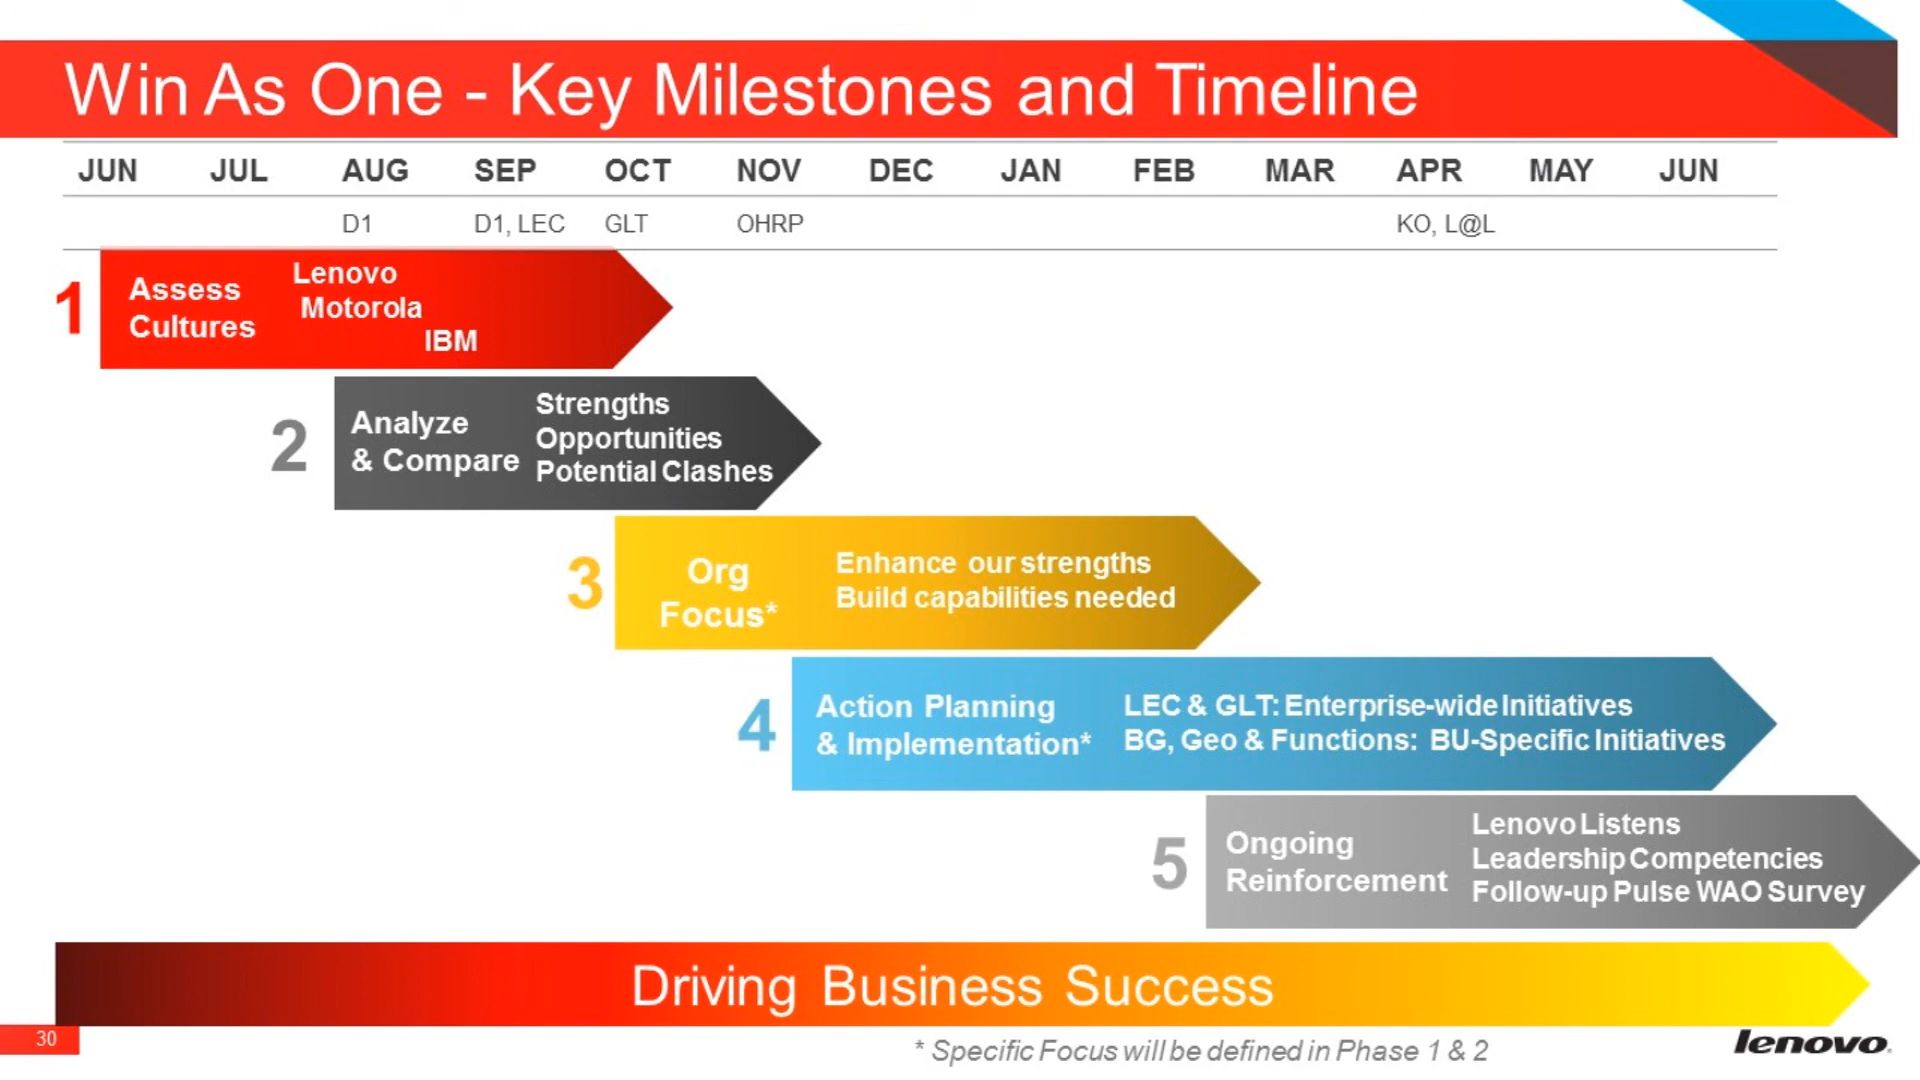 Win As One - Key Milestones and Timeline
JUN JUL AUG SEP OCT NOV DEC JAN FEB MAR APR MAY JUN
D1 D1, LEC GLT OHRP KO, L@L
1
Assess
Cultures
Lenovo
Motorola
IBM
2
Analyze
& Compare
Strengths
Opportunities
Potential Clashes
3
Org
Focus*
Enhance our strengths
Build capabilities needed
4
Action Planning
& Implementation*
LEC & GLT: Enterprise-wide Initiatives
BG, Geo & Functions: BU-Specific Initiatives
5
Ongoing
Reinforcement
Lenovo Listens
Leadership Competencies
Follow-up Pulse WAO Survey
Driving Business Success
30
* Specific Focus will be defined in Phase 1 & 2
lenovo